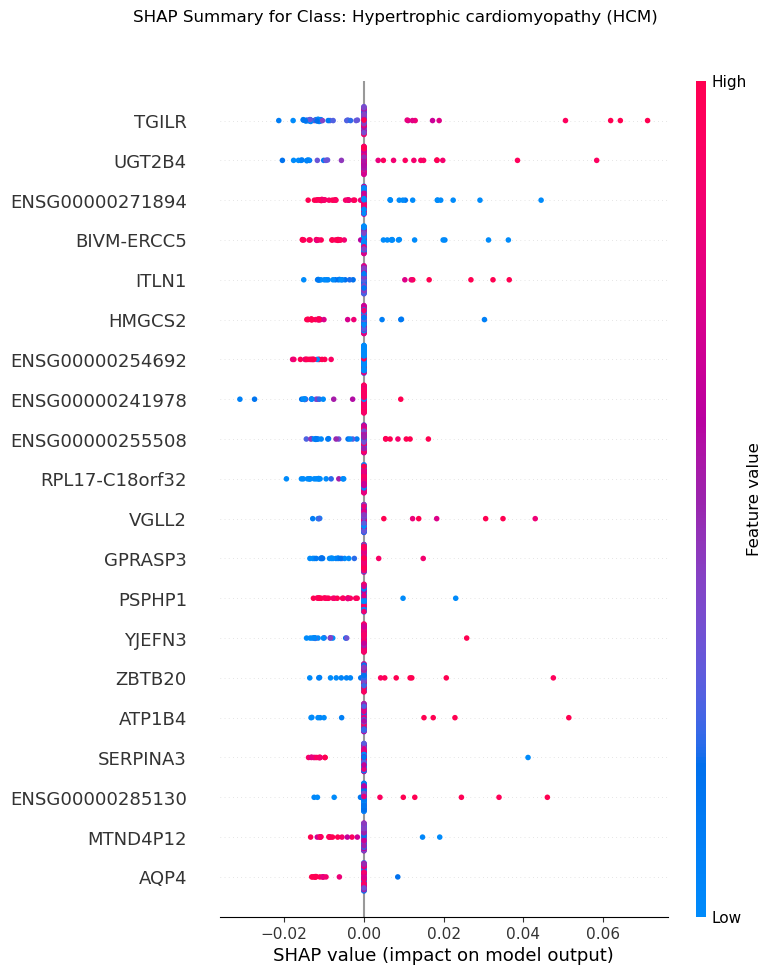 SHAP Summary for Class: Hypertrophic cardiomyopathy (HCM)
High
TGILR
UGT2B4
ENSG00000271894
BIVM-ERCC5
ITLN1
HMGCS2
ENSG00000254692
ENSG00000241978
ENSG00000255508
RPL17-C18orf32
VGLL2
GPRASP3
PSPHP1
YJEFN3
ZBTB20
ATP1B4
SERPINA3
ENSG00000285130
MTND4P12
AQP4
Feature value
Low
−0.02 0.00 0.02 0.04 0.06
SHAP value (impact on model output)